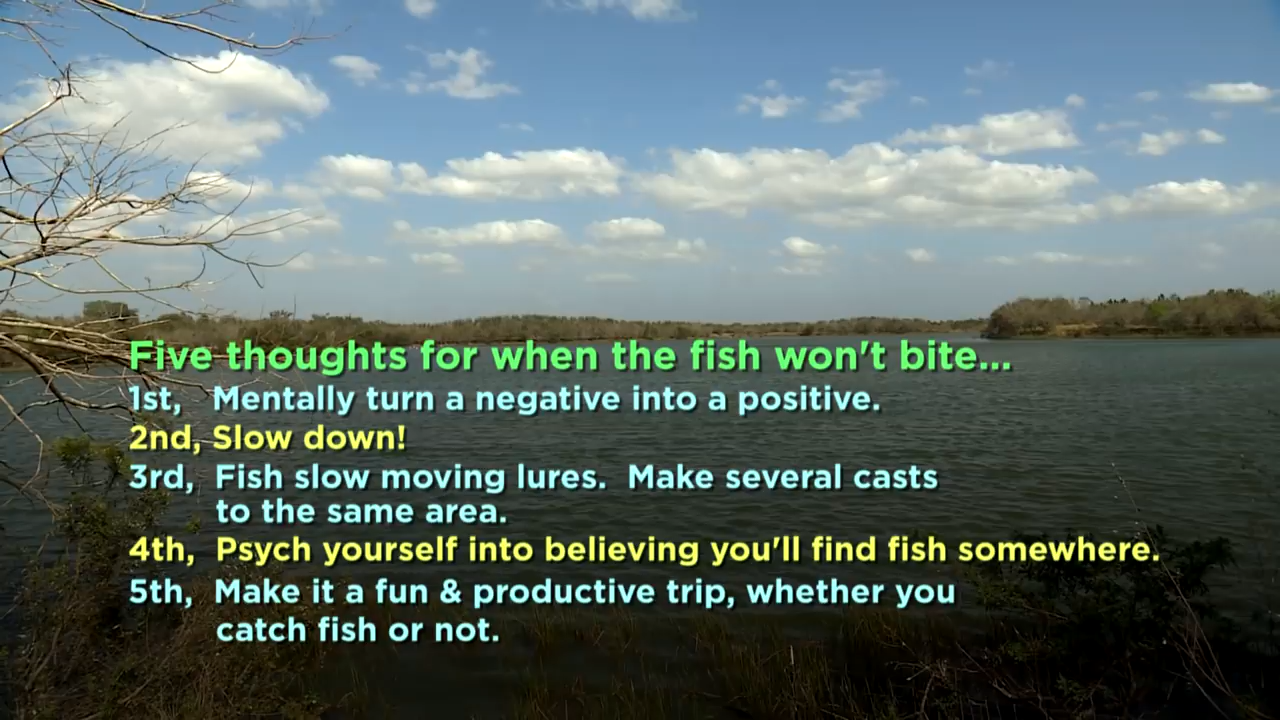 Five thoughts for when the fish won't bite...
1st, Mentally turn a negative into a positive.
2nd, Slow down!
3rd, Fish slow moving lures. Make several casts
to the same area.
4th, Psych yourself into believing you'll find fish somewhere.
5th, Make it a fun & productive trip, whether you
catch fish or not.